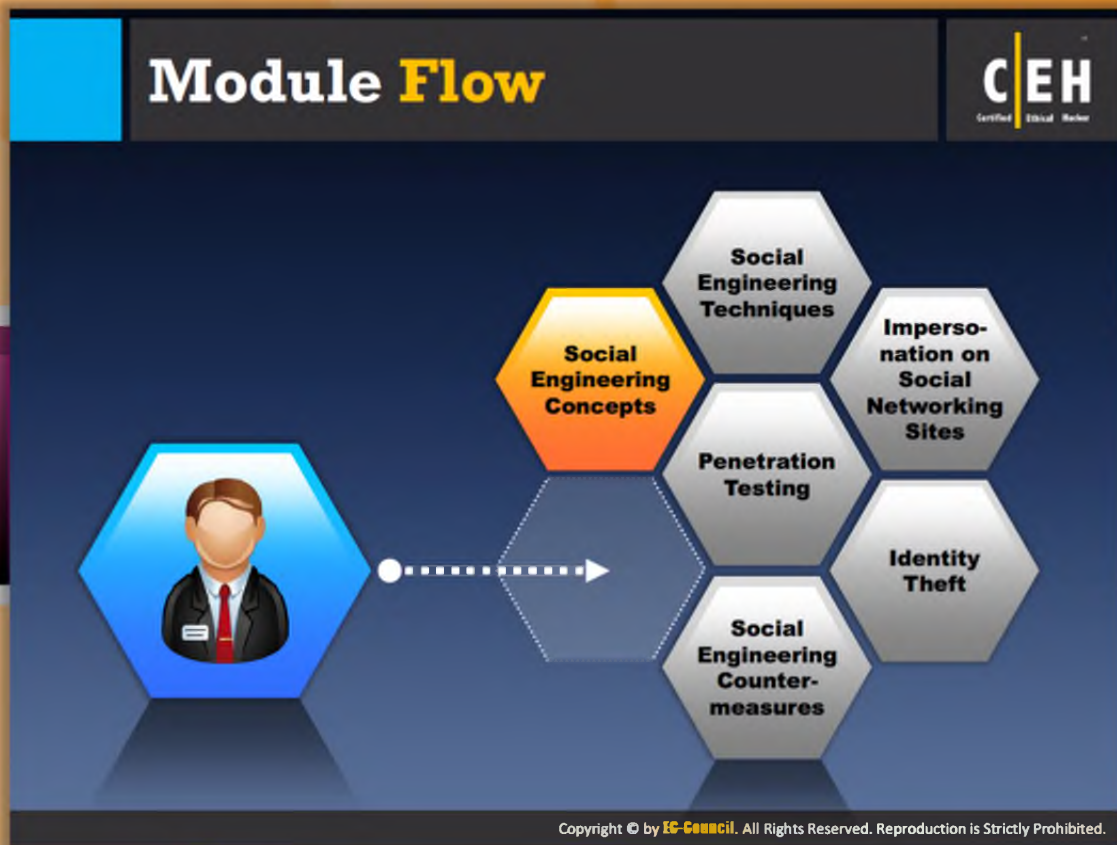 Module Flow
C|EH
Certified Ethical Hacker
Social
Engineering
Techniques
Social
Engineering
Concepts
Imperso-
nation on
Social
Networking
Sites
Penetration
Testing
Identity
Theft
Social
Engineering
Counter-
measures
Copyright © by EC-Council. All Rights Reserved. Reproduction is Strictly Prohibited.